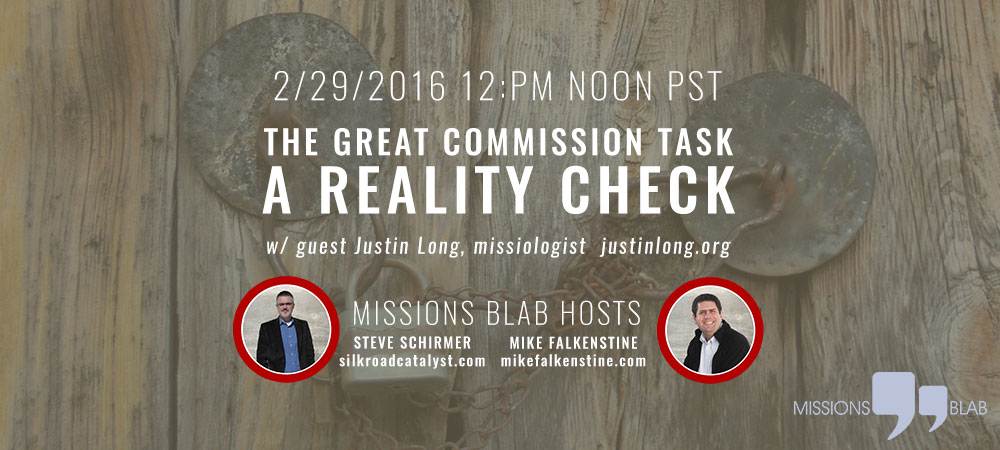 2/29/2016 12:PM NOON PST
THE GREAT COMMISSION TASK
A REALITY CHECK
w/ guest Justin Long, missiologist justinlong.org
MISSIONS BLAB HOSTS
STEVE SCHIRMER
silkroadcatalyst.com
MIKE FALKENSTINE
mikefalkenstine.com
MISSIONS BLAB